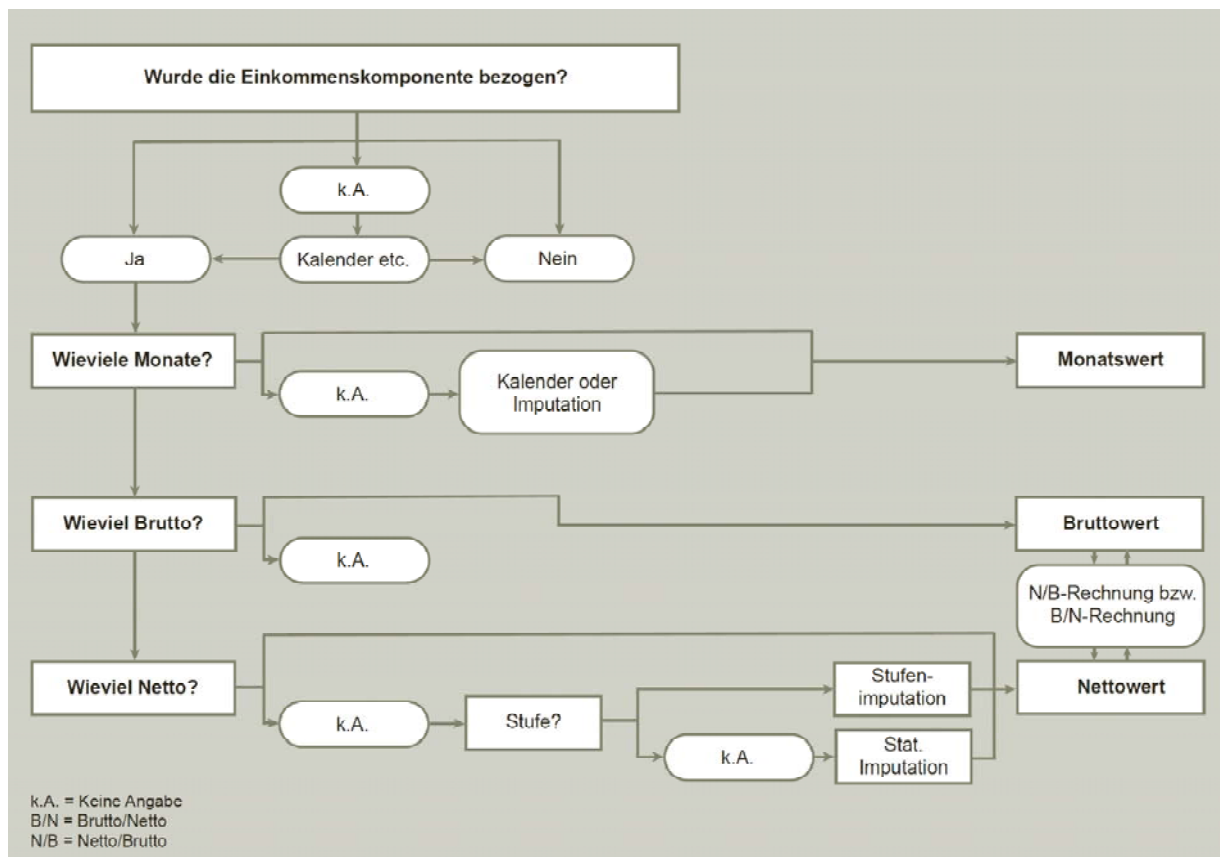 Wurde die Einkommenskomponente bezogen?
k.A.
Ja
Kalender etc.
Nein
Wieviele Monate?
k.A.
Kalender oder
Imputation
Monatswert
Wieviel Brutto?
k.A.
Bruttowert
N/B-Rechnung bzw.
B/N-Rechnung
Wieviel Netto?
k.A.
Stufe?
Stufen-
imputation
k.A.
Stat.
Imputation
Nettowert
k.A. = Keine Angabe
B/N = Brutto/Netto
N/B = Netto/Brutto